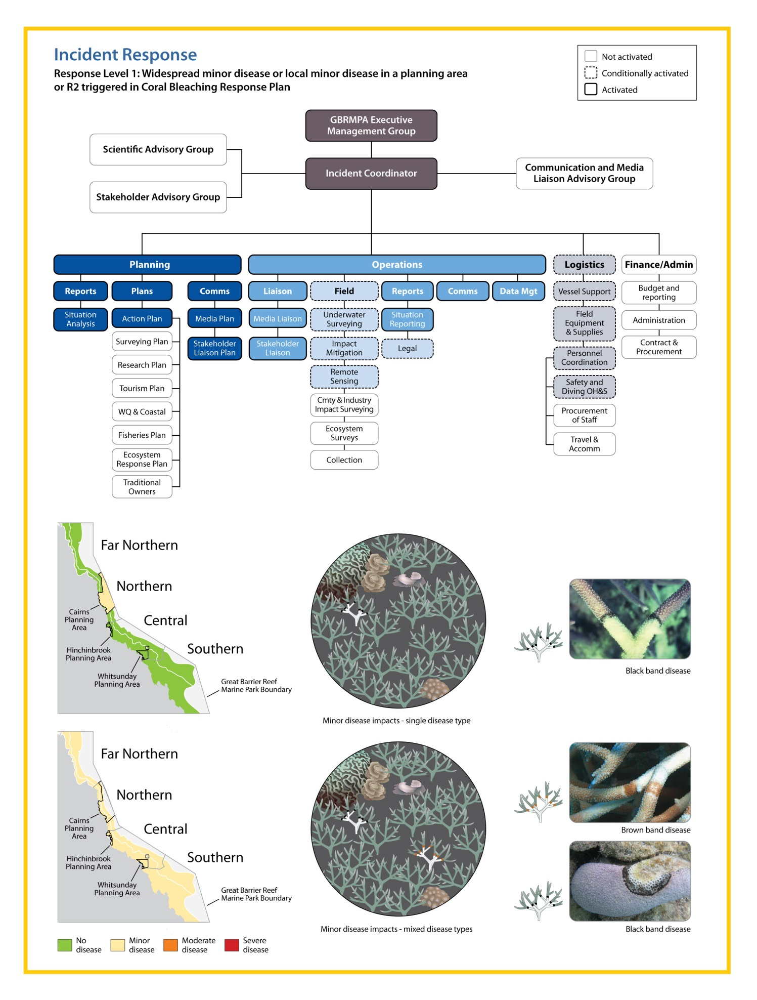 Incident Response
Response Level 1: Widespread minor disease or local minor disease in a planning area
or R2 triggered in Coral Bleaching Response Plan
Not activated
Conditionally activated
Activated
GBRMPA Executive
Management Group
Scientific Advisory Group
Incident Coordinator
Communication and Media
Liaison Advisory Group
Stakeholder Advisory Group
Planning
Reports
Situation
Analysis
Plans
Action Plan
Surveying Plan
Research Plan
Tourism Plan
WQ & Coastal
Fisheries Plan
Ecosystem
Response Plan
Traditional
Owners
Comms
Media Plan
Stakeholder
Liaison Plan
Operations
Liaison
Media Liaison
Stakeholder
Liaison
Field
Underwater
Surveying
Impact
Mitigation
Remote
Sensing
Cmty & Industry
Impact Surveying
Ecosystem
Surveys
Collection
Reports
Situation
Reporting
Legal
Comms
Data Mgt
Logistics
Vessel Support
Field
Equipment
& Supplies
Personnel
Coordination
Safety and
Diving OH&S
Procurement
of Staff
Travel &
Accomm
Finance/Admin
Budget and
reporting
Administration
Contract &
Procurement
Far Northern
Northern
Cairns
Planning
Area
Central
Hinchinbrook
Planning Area
Southern
Whitsunday
Planning Area
Great Barrier Reef
Marine Park Boundary
Minor disease impacts - single disease type
Black band disease
Far Northern
Northern
Cairns
Planning
Area
Central
Hinchinbrook
Planning Area
Southern
Whitsunday
Planning Area
Great Barrier Reef
Marine Park Boundary
Minor disease impacts - mixed disease types
Brown band disease
Black band disease
No
disease
Minor
disease
Moderate
disease
Severe
disease